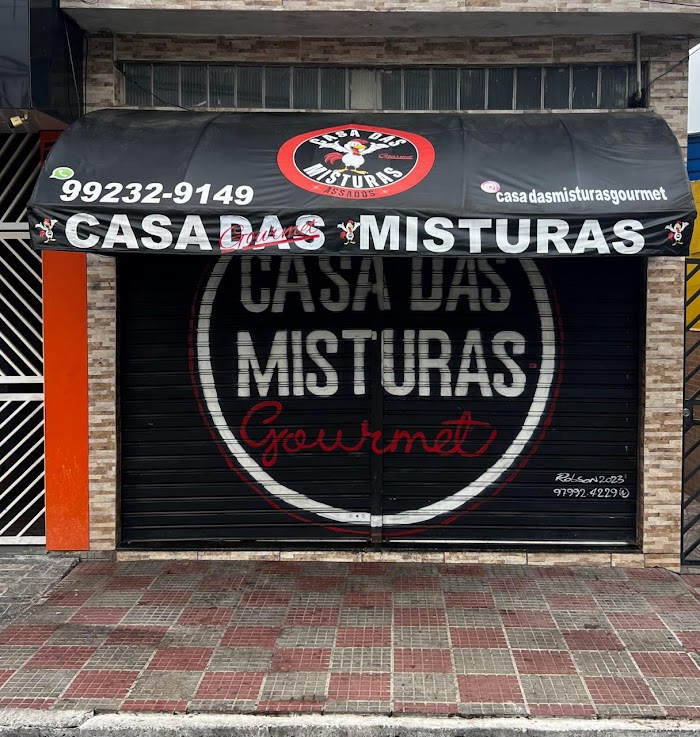 CASA DAS
MISTURAS
Gourmet
ASSADOS
99232-9149
casadasmisturasgourmet
CASA DAS MISTURAS
Gourmet
CASA DAS
MISTURAS
Gourmet
Robson 2023
97992.4229